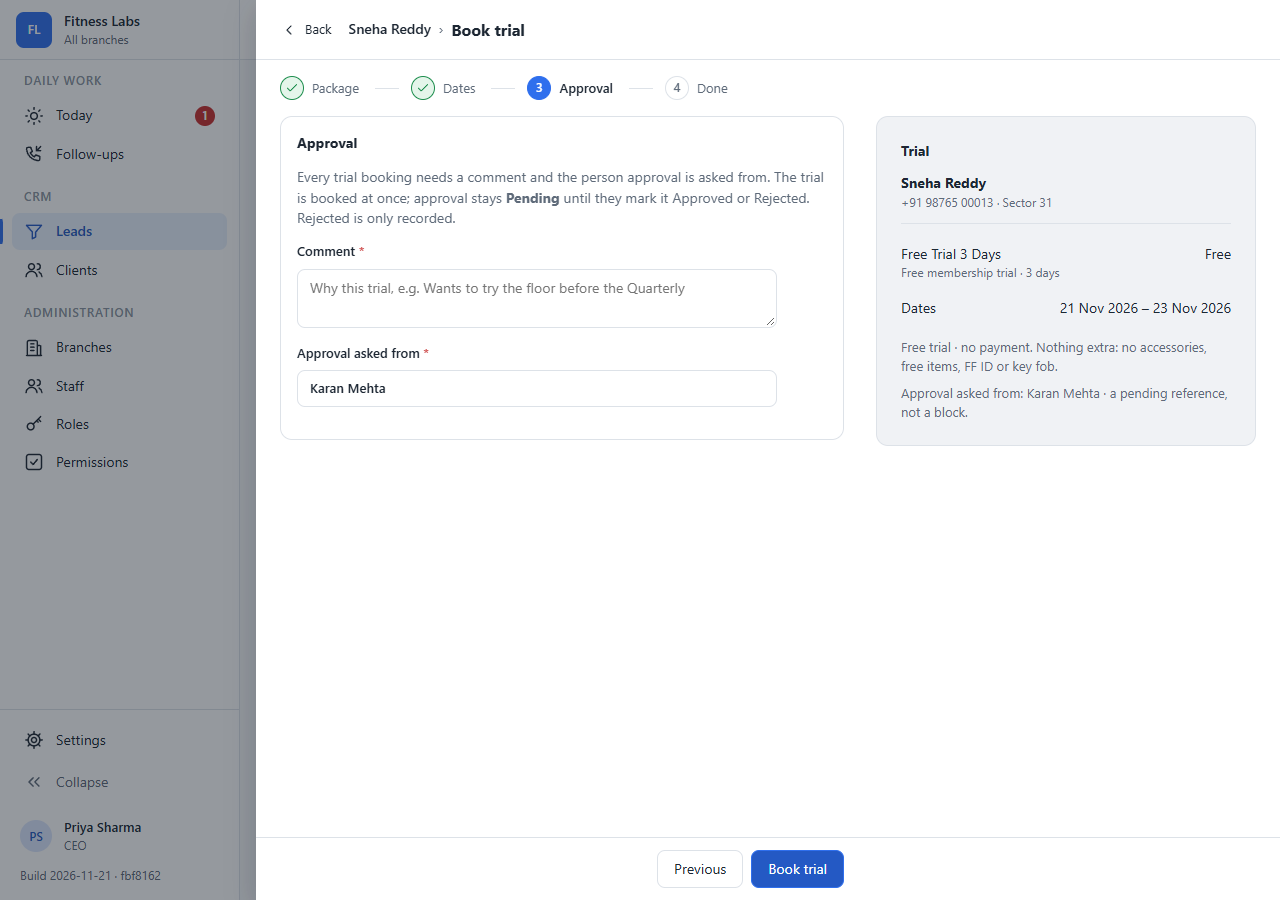 FL
Fitness Labs
All branches
DAILY WORK
Today
1
Follow-ups
CRM
Leads
Clients
ADMINISTRATION
Branches
Staff
Roles
Permissions
Settings
Collapse
PS
Priya Sharma
CEO
Build 2026-11-21 · fbf8162
Back
Sneha Reddy › Book trial
Package
Dates
3 Approval
4 Done
Approval
Every trial booking needs a comment and the person approval is asked from. The trial
is booked at once; approval stays Pending until they mark it Approved or Rejected.
Rejected is only recorded.
Comment *
Why this trial, e.g. Wants to try the floor before the Quarterly
Approval asked from *
Karan Mehta
Trial
Sneha Reddy
+91 98765 00013 · Sector 31
Free Trial 3 Days Free
Free membership trial · 3 days
Dates 21 Nov 2026 – 23 Nov 2026
Free trial · no payment. Nothing extra: no accessories,
free items, FF ID or key fob.
Approval asked from: Karan Mehta · a pending reference,
not a block.
Previous
Book trial